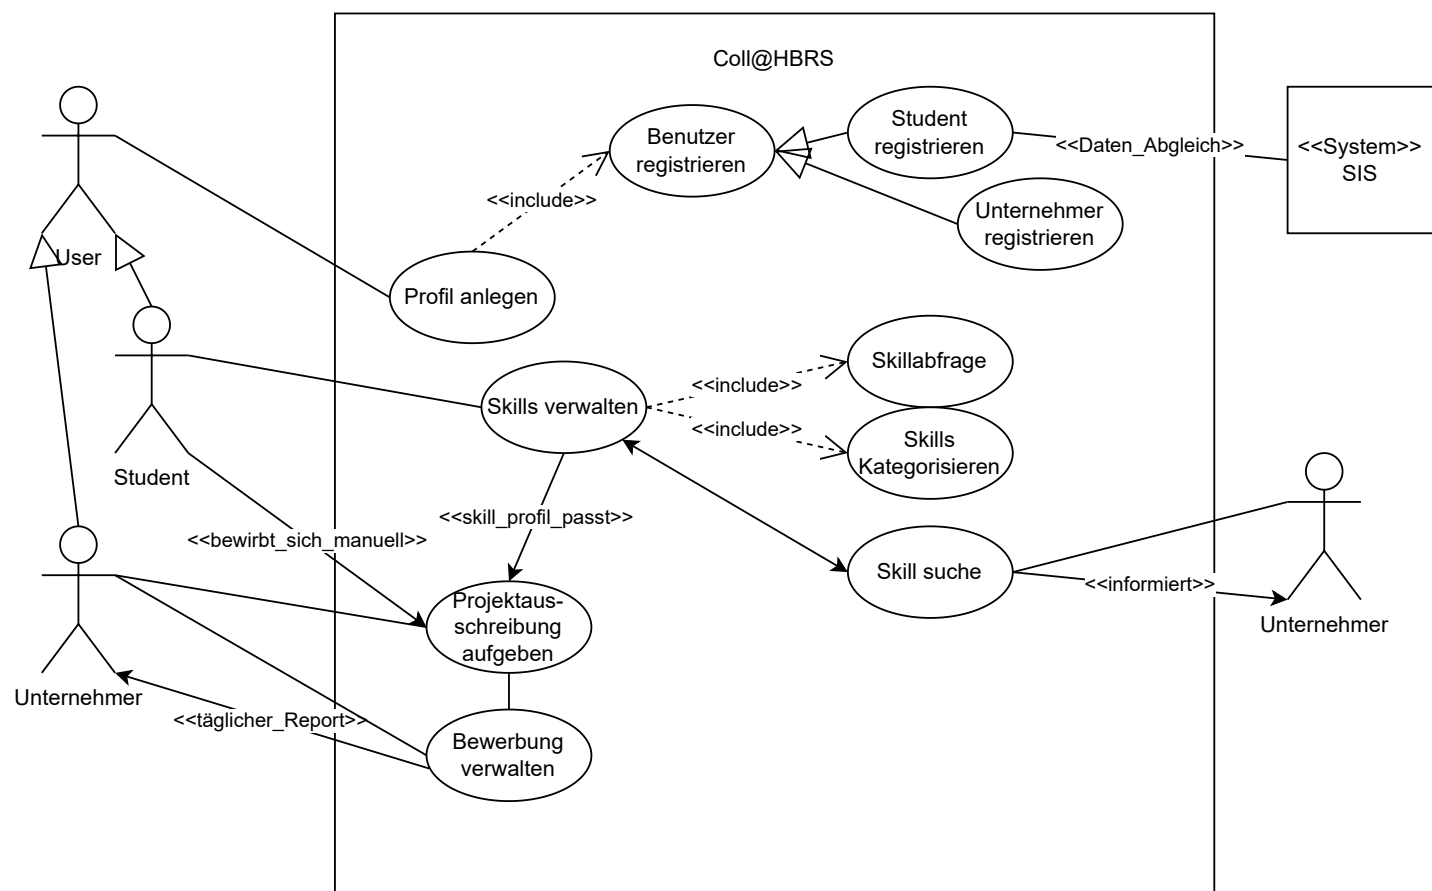 Coll@HBRS
Student
registrieren
Benutzer
registrieren
<<Daten_Abgleich>>
<<System>>
SIS
<<include>>
Unternehmer
registrieren
User
Profil anlegen
Skillabfrage
<<include>>
Skills verwalten
<<include>>
Skills
Kategorisieren
Student
<<skill_profil_passt>>
<<bewirbt_sich_manuell>>
Skill suche
<<informiert>>
Unternehmer
Projektaus-
schreibung
aufgeben
Unternehmer
<<täglicher_Report>>
Bewerbung
verwalten